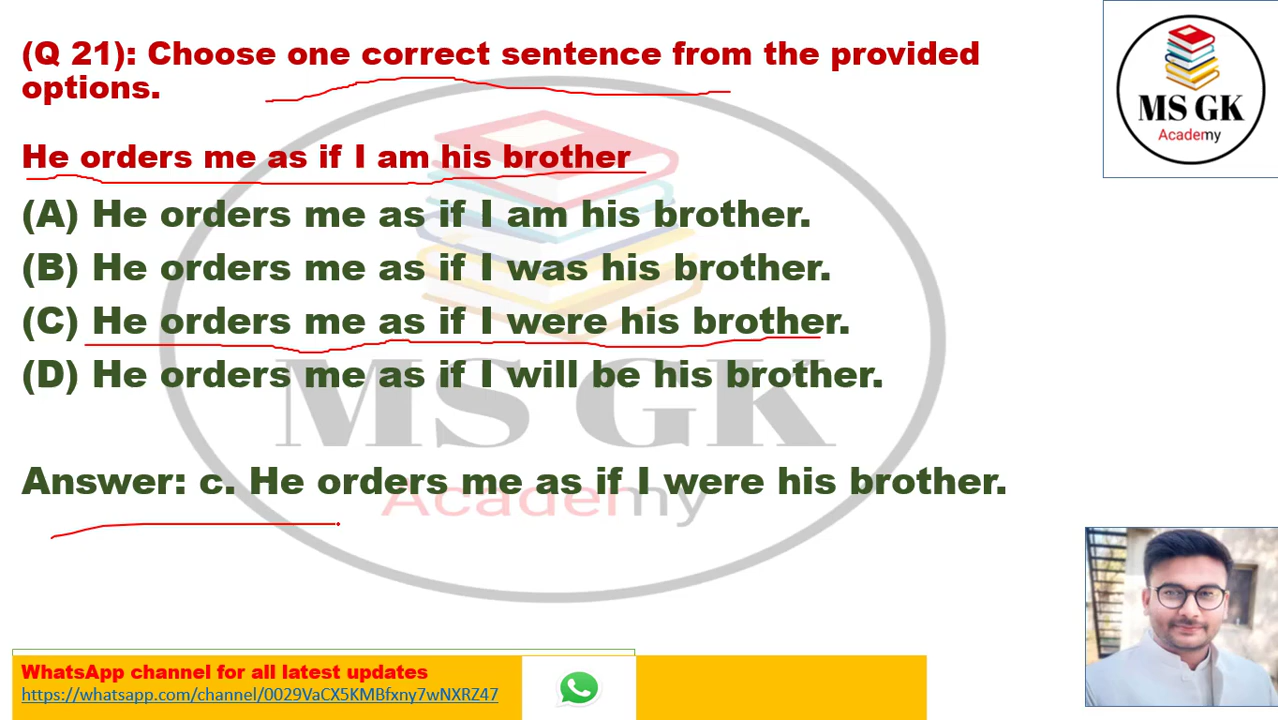 (Q 21): Choose one correct sentence from the provided
options.
MS GK
Academy
He orders me as if I am his brother
(A) He orders me as if I am his brother.
(B) He orders me as if I was his brother.
(C) He orders me as if I were his brother.
(D) He orders me as if I will be his brother.
MS GK
Answer: c. He orders me as if I were his brother.
Academy
WhatsApp channel for all latest updates
https://whatsapp.com/channel/0029VaCX5KMBfxny7wNXRZ47